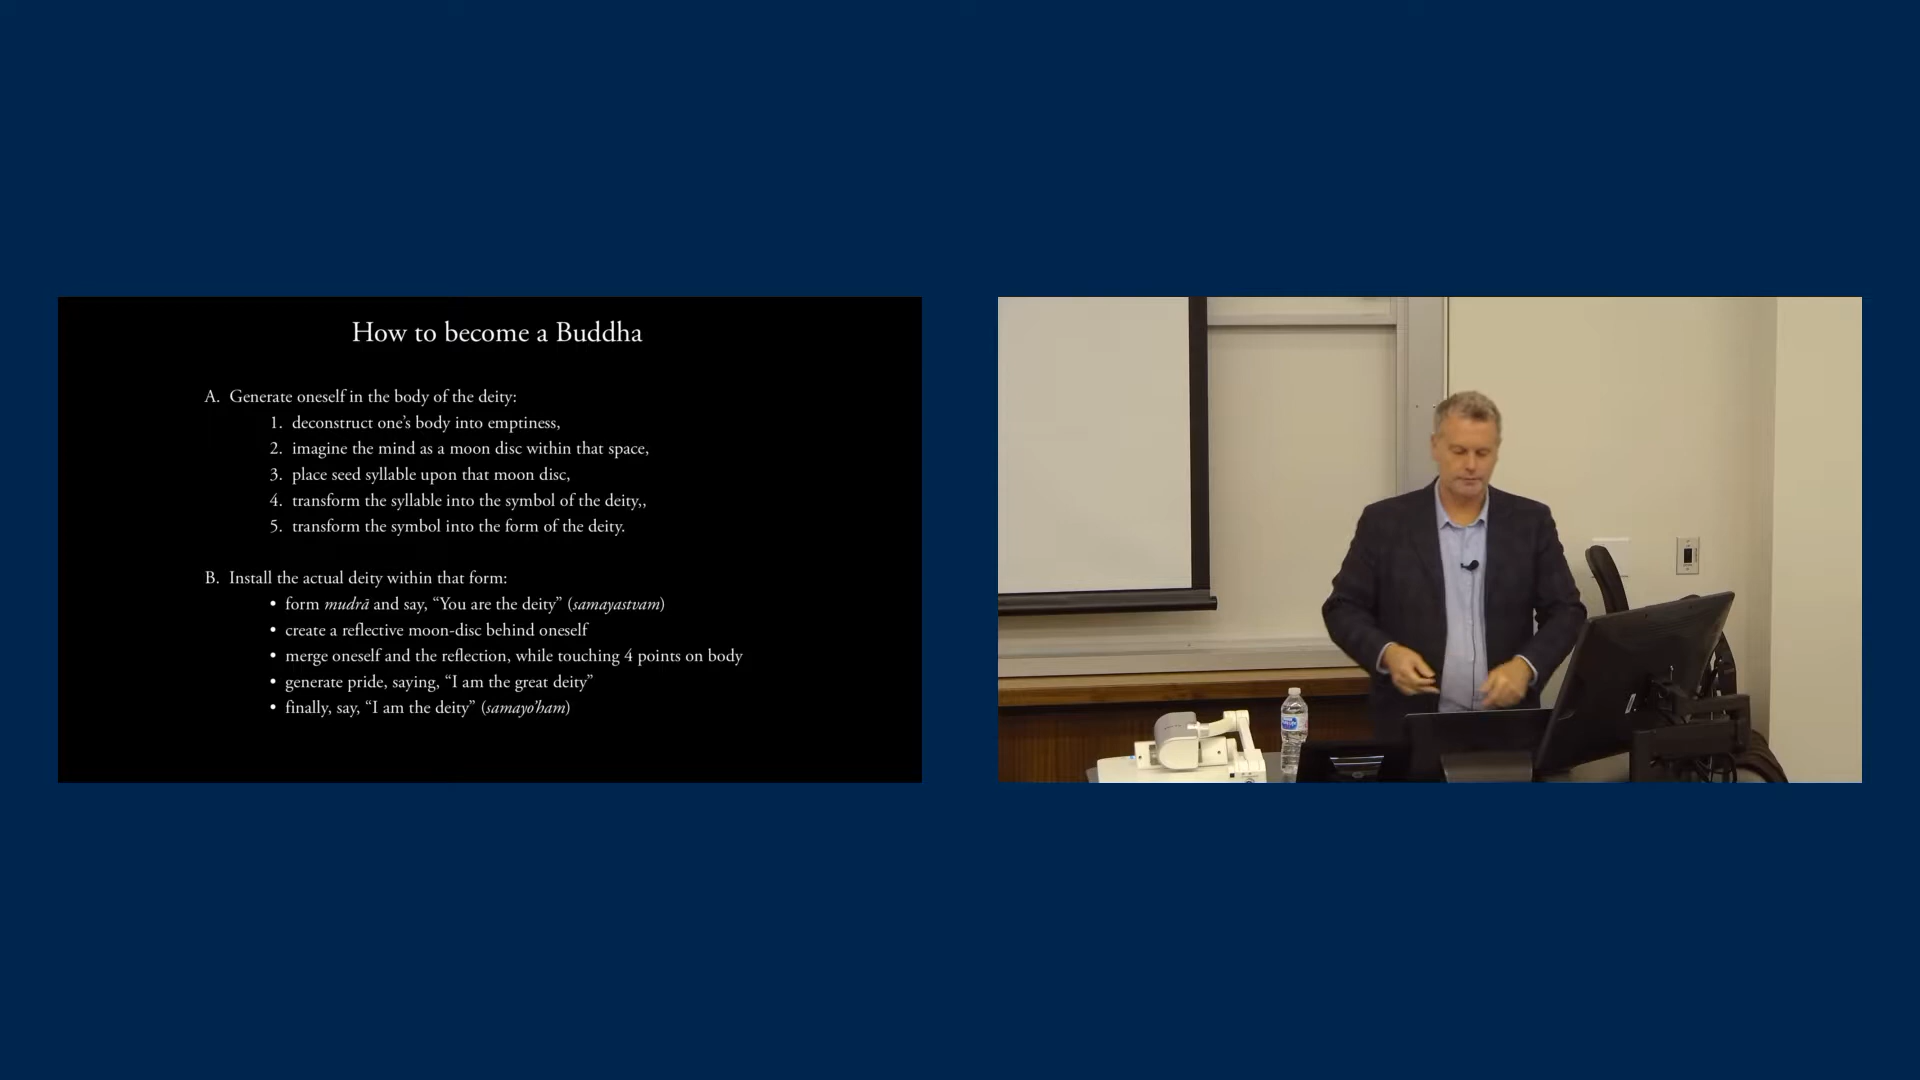 How to become a Buddha
A. Generate oneself in the body of the deity:
1. deconstruct one's body into emptiness,
2. imagine the mind as a moon disc within that space,
3. place seed syllable upon that moon disc,
4. transform the syllable into the symbol of the deity,,
5. transform the symbol into the form of the deity.
B. Install the actual deity within that form:
• form mudrā and say, “You are the deity” (samayastvam)
• create a reflective moon-disc behind oneself
• merge oneself and the reflection, while touching 4 points on body
• generate pride, saying, “I am the great deity”
• finally, say, “I am the deity” (samayo’ham)